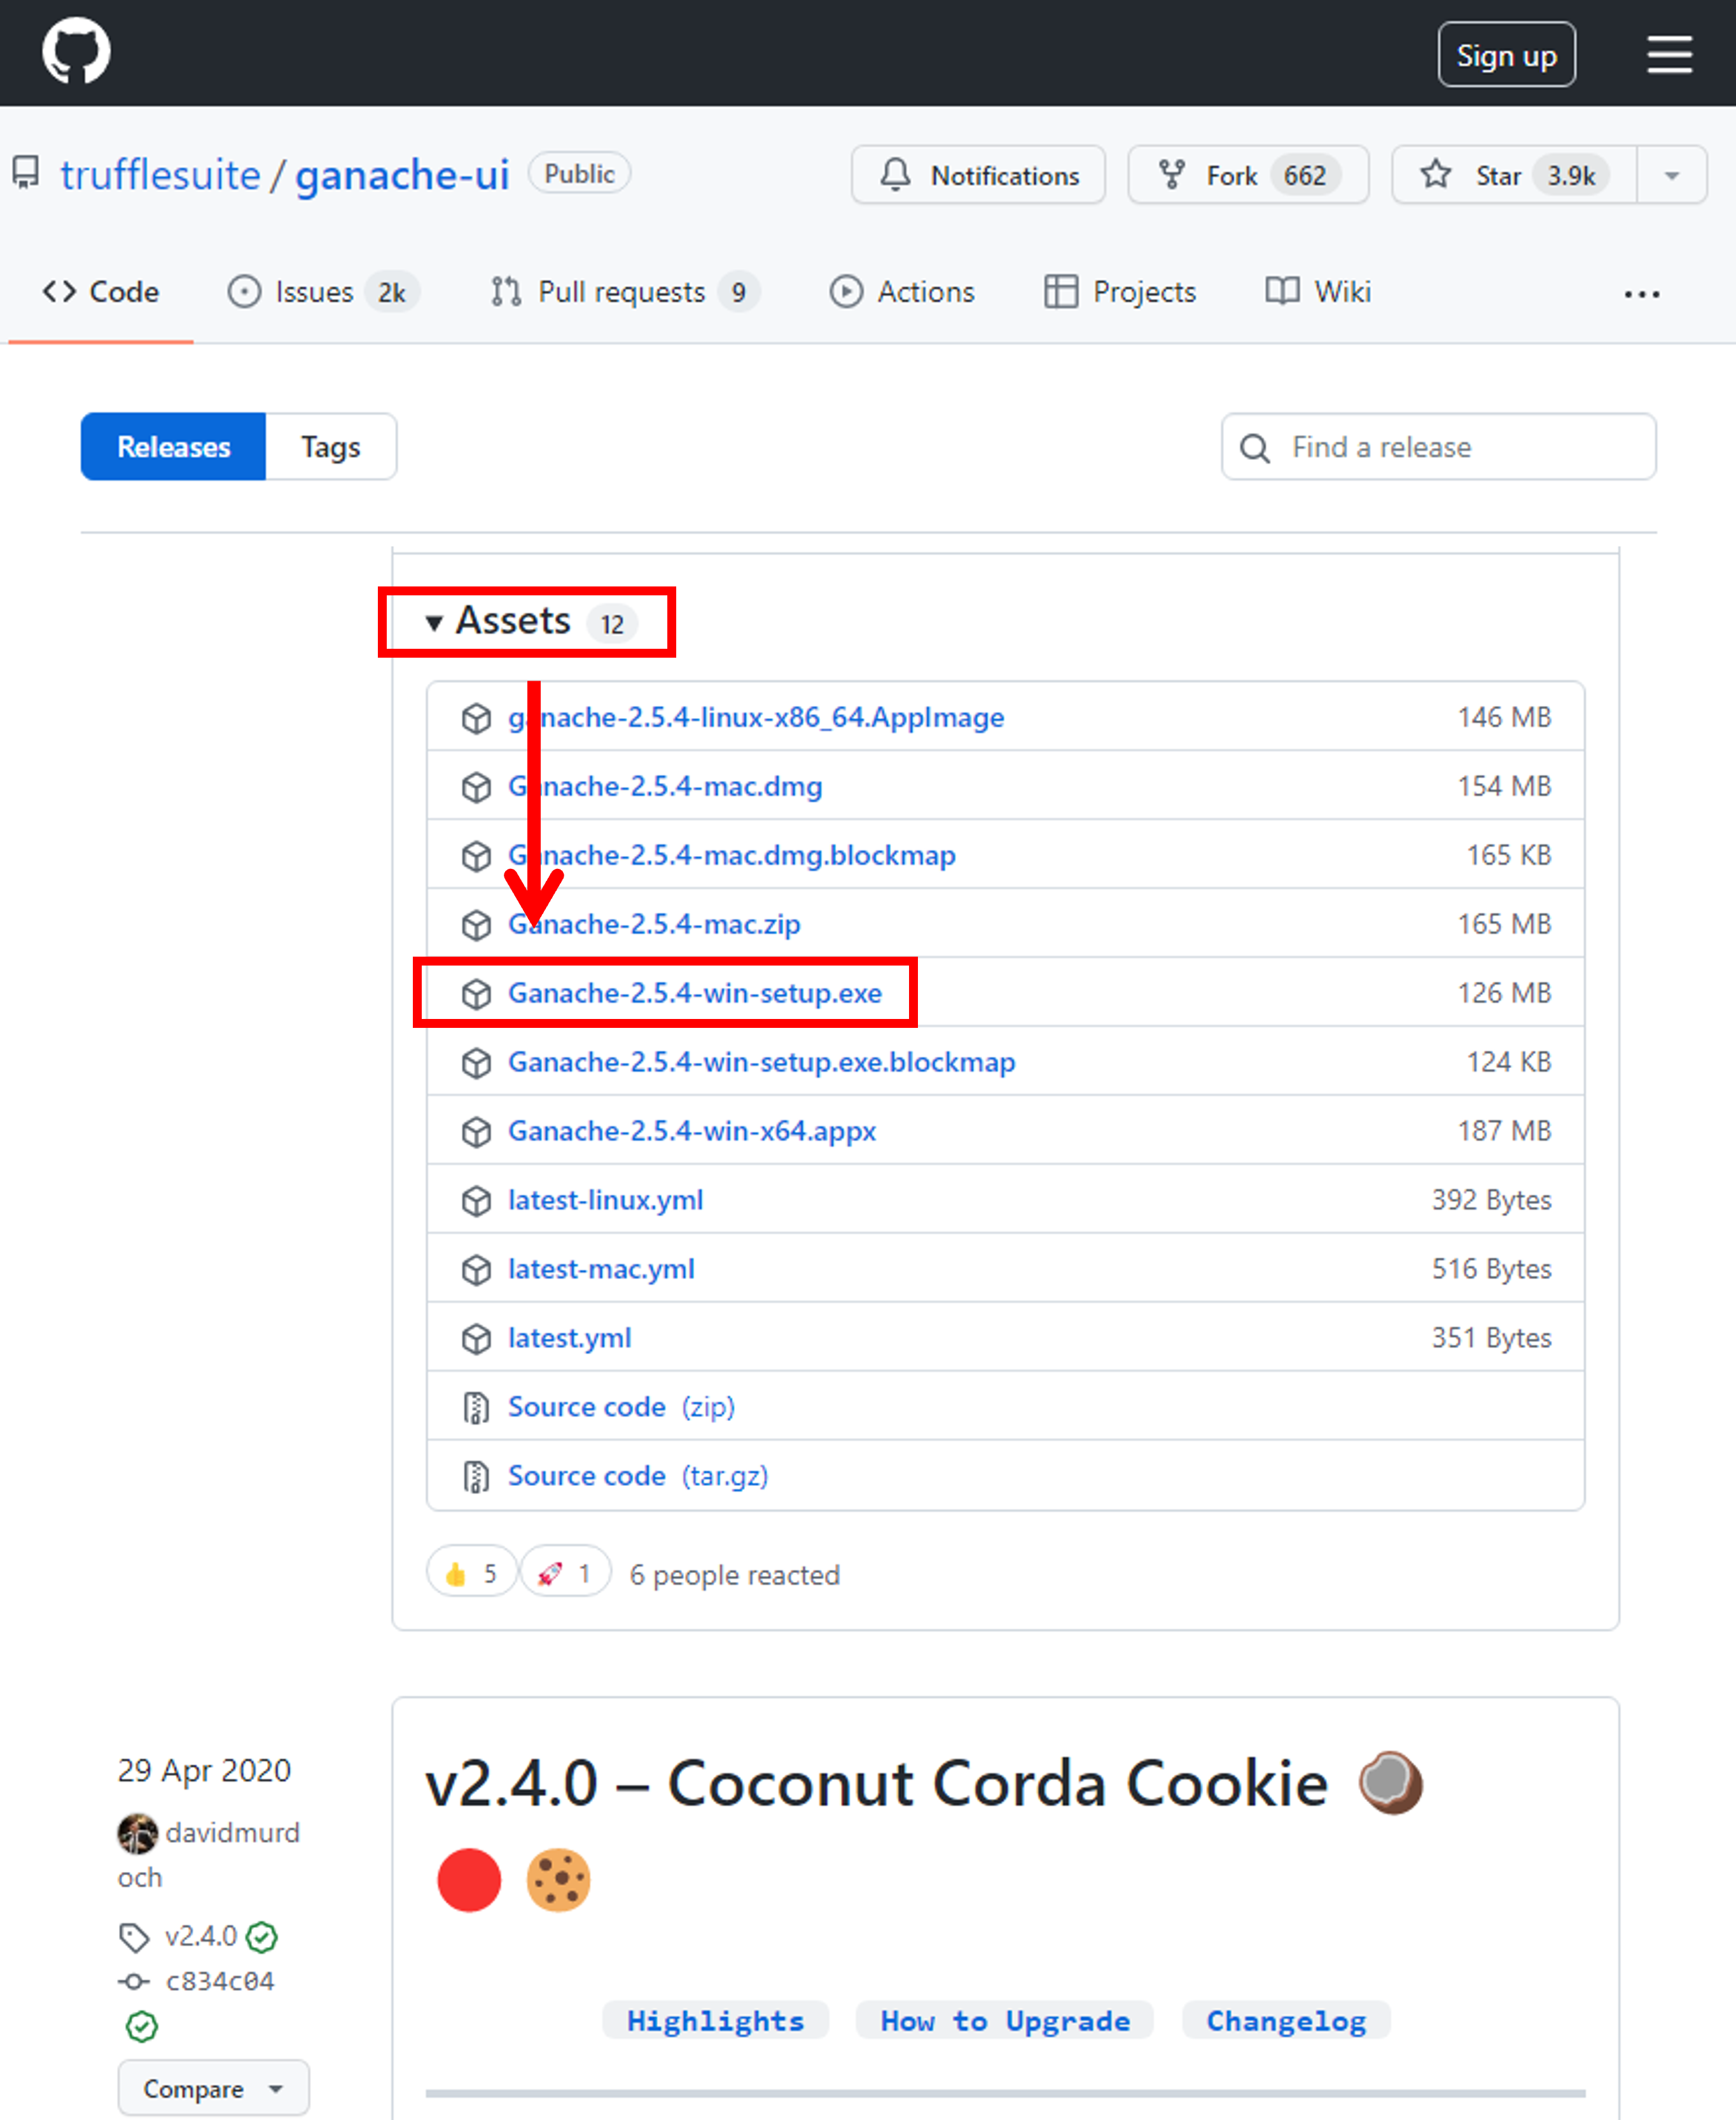 Sign up
trufflesuite / ganache-ui Public Notifications Fork 662 Star 3.9k
Code Issues 2k Pull requests 9 Actions Projects Wiki ...
Releases Tags Find a release
Assets 12
ganache-2.5.4-linux-x86_64.AppImage 146 MB
Ganache-2.5.4-mac.dmg 154 MB
Ganache-2.5.4-mac.dmg.blockmap 165 KB
Ganache-2.5.4-mac.zip 165 MB
Ganache-2.5.4-win-setup.exe 126 MB
Ganache-2.5.4-win-setup.exe.blockmap 124 KB
Ganache-2.5.4-win-x64.appx 187 MB
latest-linux.yml 392 Bytes
latest-mac.yml 516 Bytes
latest.yml 351 Bytes
Source code (zip)
Source code (tar.gz)
👍 5 🚀 1 6 people reacted
29 Apr 2020
davidmurd
och
v2.4.0
c834c04
Compare
v2.4.0 – Coconut Corda Cookie 🥥
🔴 🍪
Highlights How to Upgrade Changelog